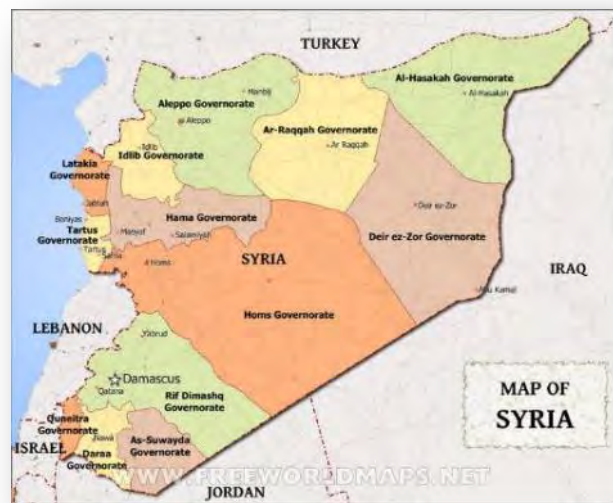 TURKEY
Al-Hasakah Governorate
Manbij
Al-Hasakah
Aleppo Governorate
Aleppo
Ar-Raqqah Governorate
Idlib
Ar Raqqah
Idlib Governorate
Latakia
Governorate
Jablah
Deir ez-Zor
Baniyas
Hama Governorate
Tartus
Governorate
Masyaf
Salamiyah
Deir ez-Zor Governorate
Tartus
Safita
SYRIA
Homs
IRAQ
Abu Kamal
Homs Governorate
LEBANON
Yabrud
Damascus
Qatana
Rif Dimashq
Governorate
MAP OF
SYRIA
Quneitra
Governorate
Nawa
As-Suwayda
Governorate
ISRAEL
Daraa
Governorate
WWW.FREEWORLDMAPS.NET
JORDAN